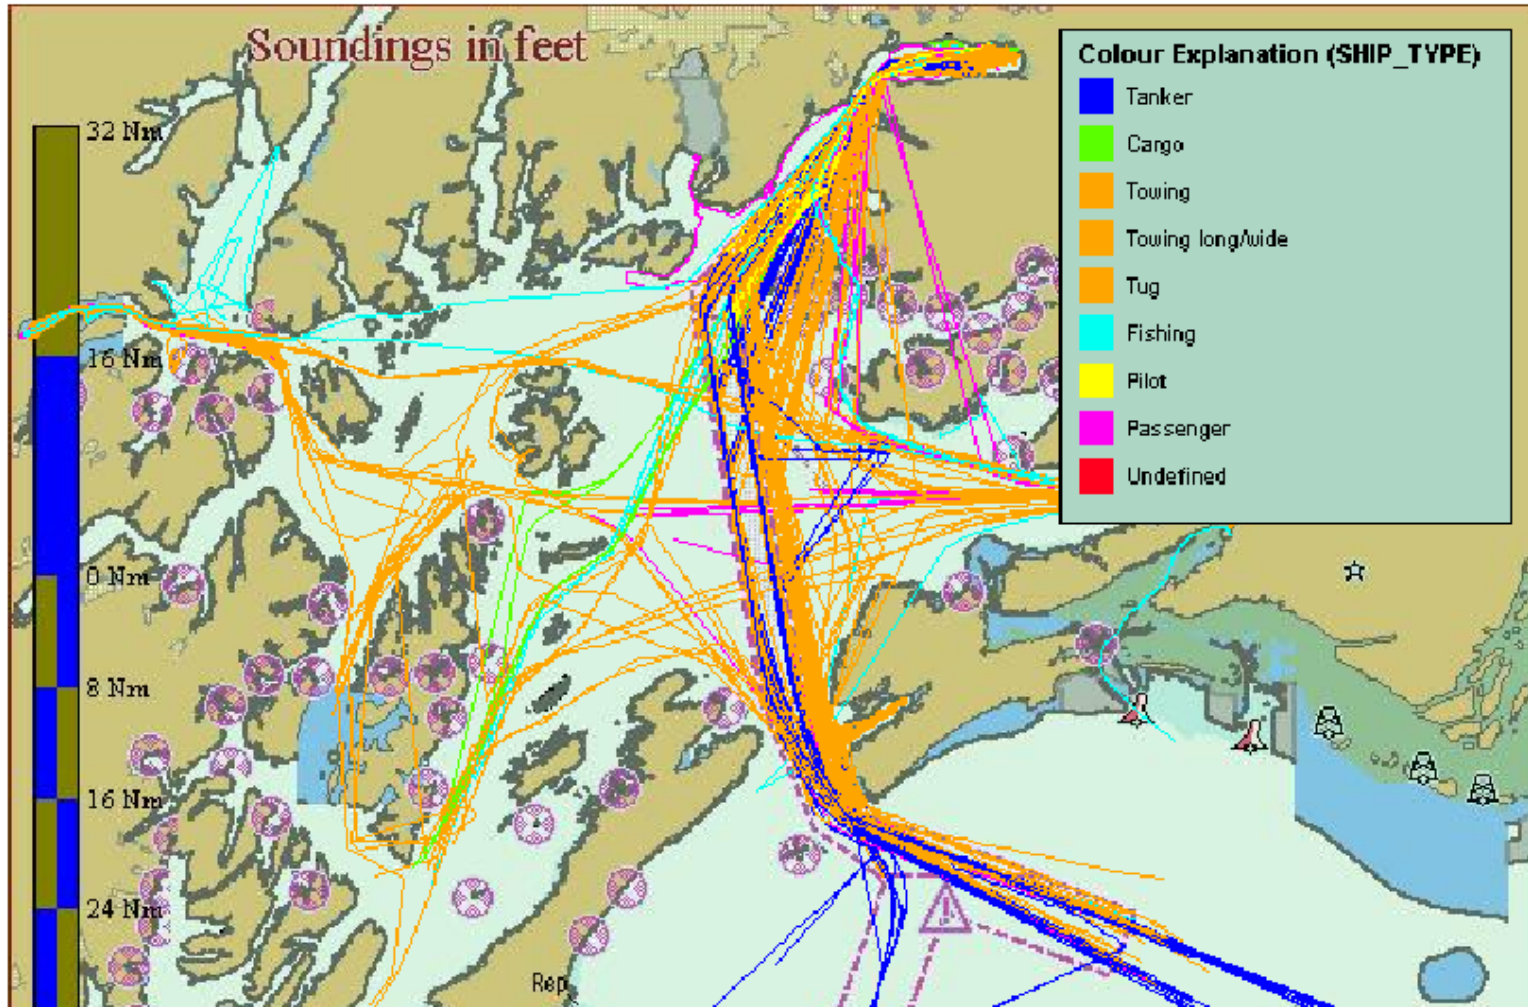 Soundings in feet
Colour Explanation (SHIP_TYPE)
Tanker
Cargo
Towing
Towing long/wide
Tug
Fishing
Pilot
Passenger
Undefined
32 Nm
16 Nm
0 Nm
8 Nm
16 Nm
24 Nm
Rep